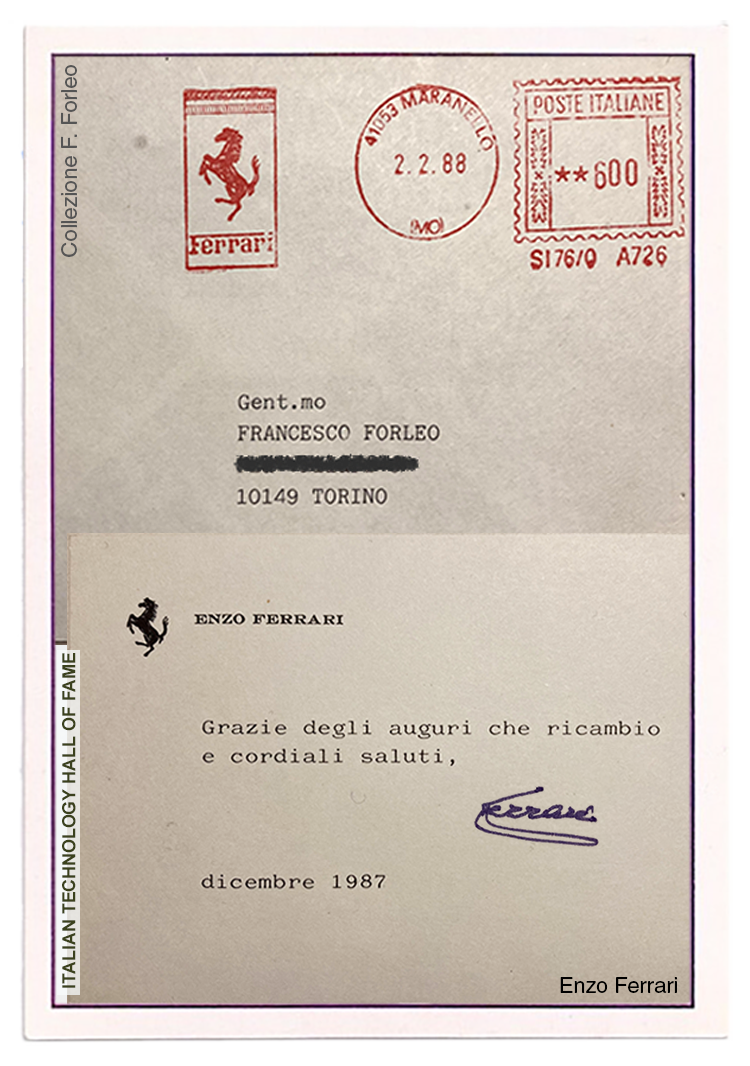 Collezione F. Forleo
Ferrari
41053 MARANELLO
2.2.88
(MO)
POSTE ITALIANE
**600
SI76/Q A726
Gent.mo
FRANCESCO FORLEO
10149 TORINO
ENZO FERRARI
Grazie degli auguri che ricambio
e cordiali saluti,
Ferrari
dicembre 1987
ITALIAN TECHNOLOGY HALL OF FAME
Enzo Ferrari